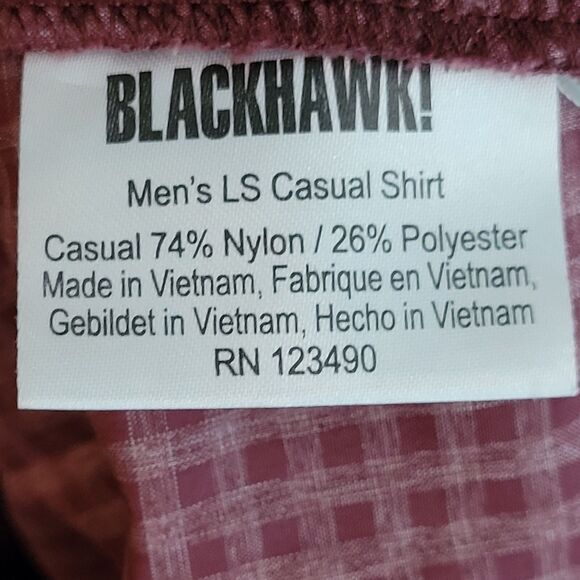 BLACKHAWK!
Men's LS Casual Shirt
Casual 74% Nylon / 26% Polyester
Made in Vietnam, Fabrique en Vietnam,
Gebildet in Vietnam, Hecho in Vietnam
RN 123490